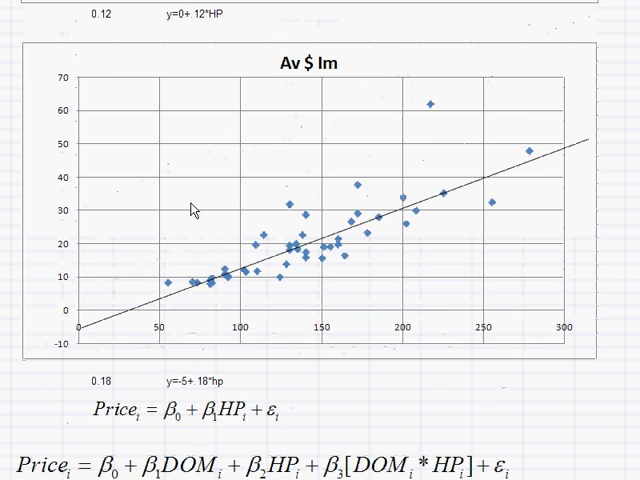 0.12 y=0+.12*HP
Av $ Im
70
60
50
40
30
20
10
0
-10
0 50 100 150 200 250 300
0.18 y=-5+.18*hp
Priceᵢ = β₀ + β₁HPᵢ + εᵢ
Priceᵢ = β₀ + β₁DOMᵢ + β₂HPᵢ + β₃[DOMᵢ * HPᵢ] + εᵢ